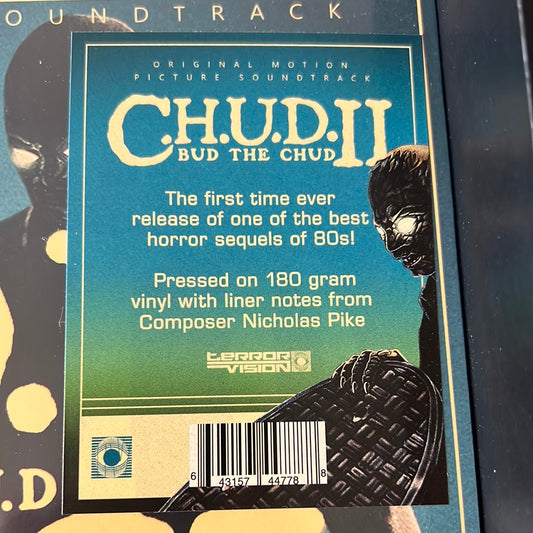 OUNDTRACK
ORIGINAL MOTION
PICTURE SOUNDTRACK
C.H.U.D.II
BUD THE CHUD
The first time ever
release of one of the best
horror sequels of 80s!
Pressed on 180 gram
vinyl with liner notes from
Composer Nicholas Pike
TERROR
VISION
.D
6 43157 44778 8